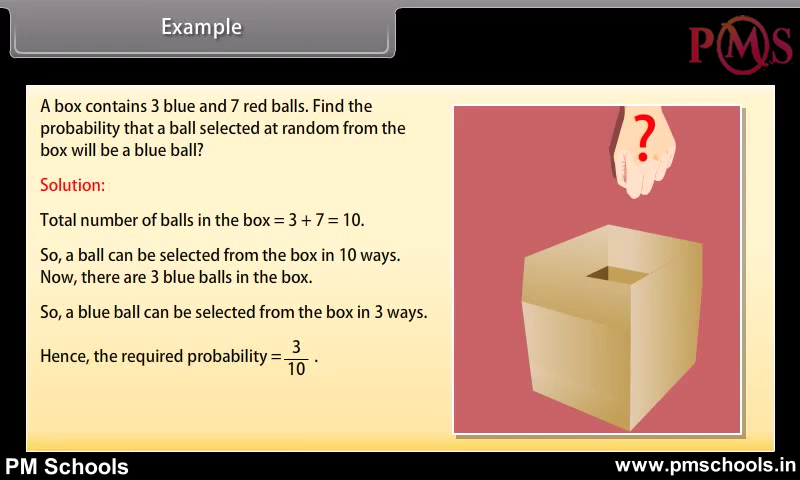 Example
PMS
A box contains 3 blue and 7 red balls. Find the
probability that a ball selected at random from the
box will be a blue ball?
Solution:
Total number of balls in the box = 3 + 7 = 10.
So, a ball can be selected from the box in 10 ways.
Now, there are 3 blue balls in the box.
So, a blue ball can be selected from the box in 3 ways.
Hence, the required probability = 3/10 .
?
PM Schools
www.pmschools.in